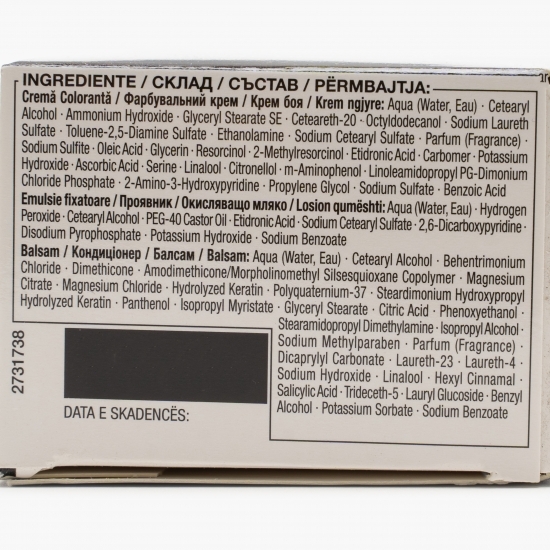 INGREDIENTE / СКЛАД / СЪСТАВ / PËRMBAJTJA:
Cremă Colorantă / Фарбувальний крем / Крем боя / Krem ngjyre: Aqua (Water, Eau) · Cetearyl
Alcohol · Ammonium Hydroxide · Glyceryl Stearate SE · Ceteareth-20 · Octyldodecanol · Sodium Laureth
Sulfate · Toluene-2,5-Diamine Sulfate · Ethanolamine · Sodium Cetearyl Sulfate · Parfum (Fragrance) ·
Sodium Sulfite · Oleic Acid · Glycerin · Resorcinol · 2-Methylresorcinol · Etidronic Acid · Carbomer · Potassium
Hydroxide · Ascorbic Acid · Serine · Linalool · Citronellol · m-Aminophenol · Linoleamidopropyl PG-Dimonium
Chloride Phosphate · 2-Amino-3-Hydroxypyridine · Propylene Glycol · Sodium Sulfate · Benzoic Acid
Emulsie fixatoare / Проявник / Окисляващо мляко / Losion qumështi: Aqua (Water, Eau) · Hydrogen
Peroxide · Cetearyl Alcohol · PEG-40 Castor Oil · Etidronic Acid · Sodium Cetearyl Sulfate · 2,6-Dicarboxypyridine ·
Disodium Pyrophosphate · Potassium Hydroxide · Sodium Benzoate
Balsam / Кондиціонер / Балсам / Balsam: Aqua (Water, Eau) · Cetearyl Alcohol · Behentrimonium
Chloride · Dimethicone · Amodimethicone/Morpholinomethyl Silsesquioxane Copolymer · Magnesium
Citrate · Magnesium Chloride · Hydrolyzed Keratin · Polyquaternium-37 · Steardimonium Hydroxypropyl
Hydrolyzed Keratin · Panthenol · Isopropyl Myristate · Glyceryl Stearate · Citric Acid · Phenoxyethanol ·
Stearamidopropyl Dimethylamine · Isopropyl Alcohol ·
Sodium Methylparaben · Parfum (Fragrance) ·
Dicaprylyl Carbonate · Laureth-23 · Laureth-4 ·
Sodium Hydroxide · Linalool · Hexyl Cinnamal ·
Salicylic Acid · Trideceth-5 · Lauryl Glucoside · Benzyl
Alcohol · Potassium Sorbate · Sodium Benzoate
2731738
DATA E SKADENCËS: